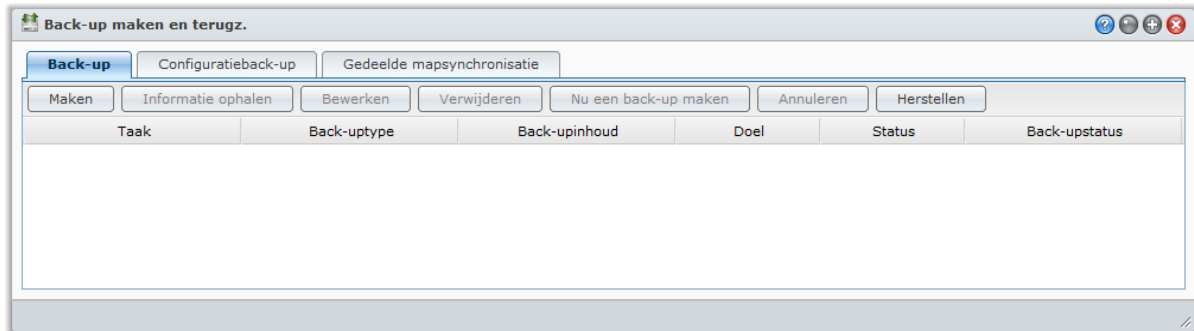 Back-up maken en terugz.
Back-up Configuratieback-up Gedeelde mapsynchronisatie
Maken Informatie ophalen Bewerken Verwijderen Nu een back-up maken Annuleren Herstellen
Taak Back-uptype Back-upinhoud Doel Status Back-upstatus